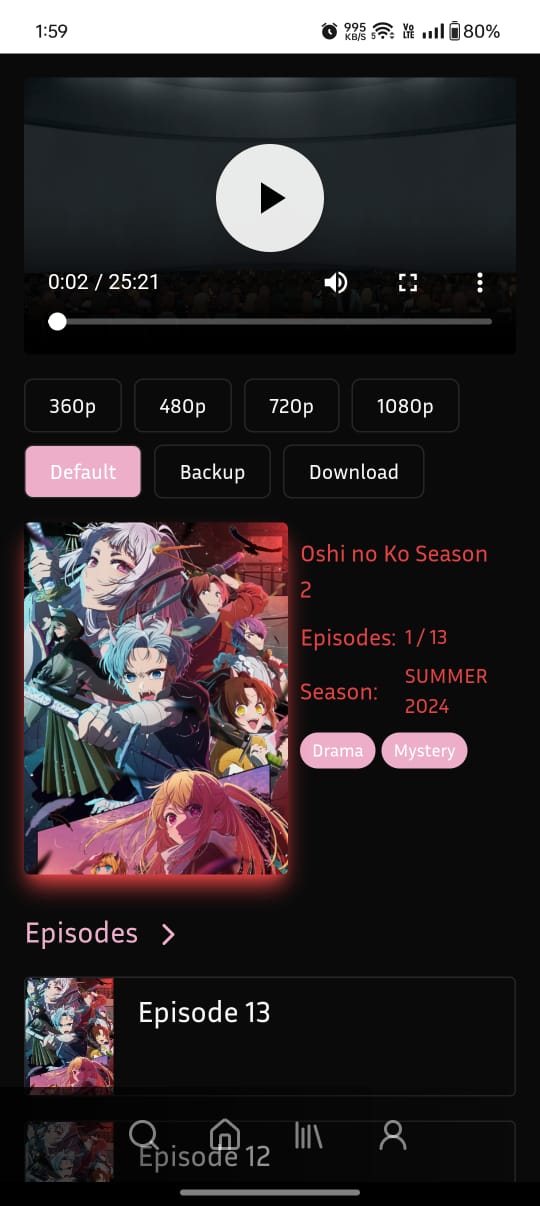 1:59 995 KB/S 5 Vo LTE 80%
0:02 / 25:21
360p 480p 720p 1080p
Default Backup Download
Oshi no Ko Season
2
Episodes: 1 / 13
Season: SUMMER
2024
Drama Mystery
Episodes
Episode 13
Episode 12